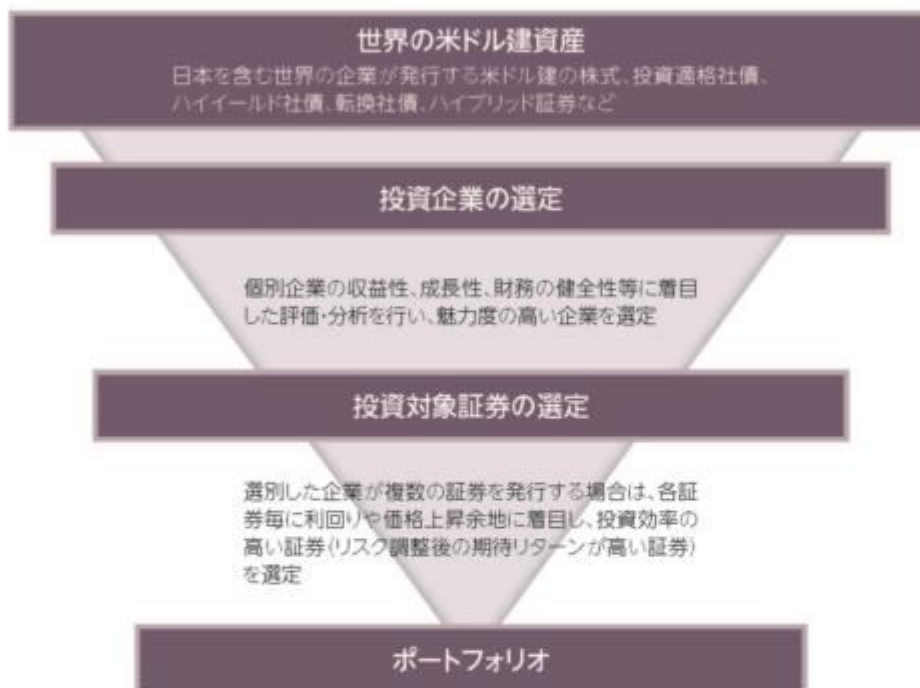 世界の米ドル建資産
日本を含む世界の企業が発行する米ドル建の株式、投資適格社債、
ハイイールド社債、転換社債、ハイブリッド証券など
投資企業の選定
個別企業の収益性、成長性、財務の健全性等に着目
した評価・分析を行い、魅力度の高い企業を選定
投資対象証券の選定
選別した企業が複数の証券を発行する場合は、各証
券毎に利回りや価格上昇余地に着目し、投資効率の
高い証券(リスク調整後の期待リターンが高い証券)
を選定
ポートフォリオ